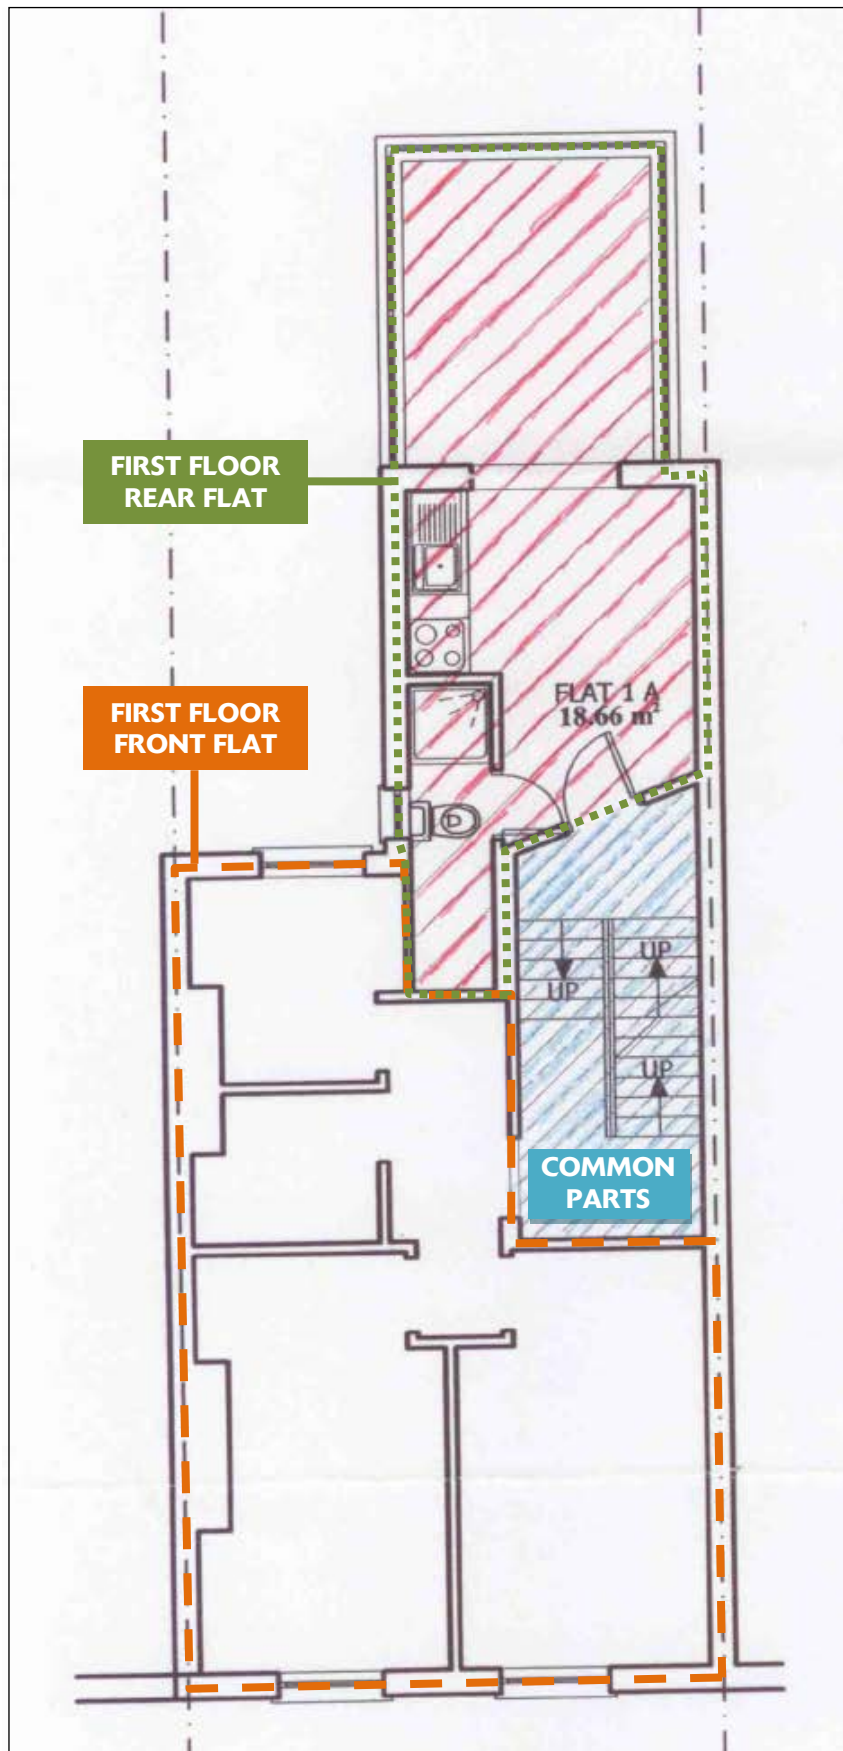 FIRST FLOOR
REAR FLAT
FIRST FLOOR
FRONT FLAT
FLAT 1 A
18.66 m²
UP
UP
UP
COMMON
PARTS